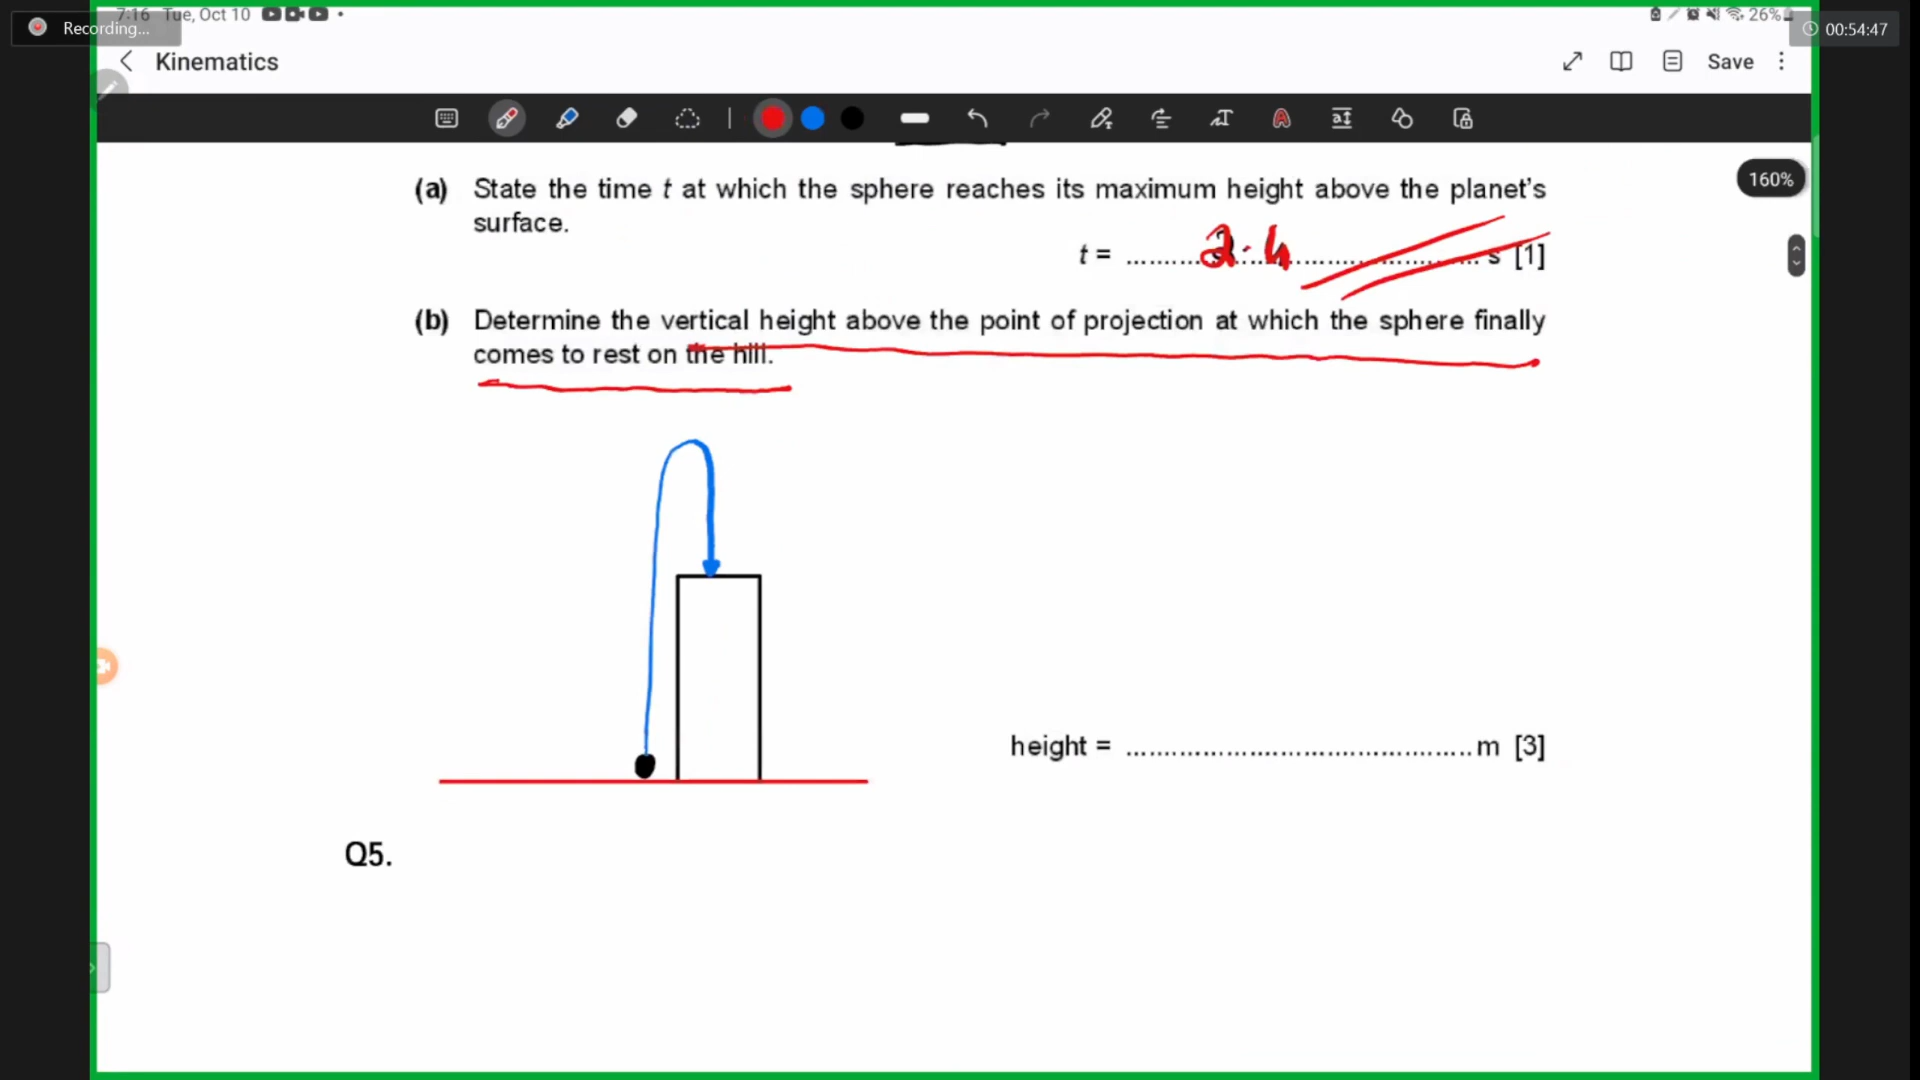 7:16 Tue, Oct 10
26%
Recording...
00:54:47
Kinematics
Save
160%
(a) State the time t at which the sphere reaches its maximum height above the planet's
surface.
t = 2.4 s [1]
(b) Determine the vertical height above the point of projection at which the sphere finally
comes to rest on the hill.
height = ........................................ m [3]
Q5.